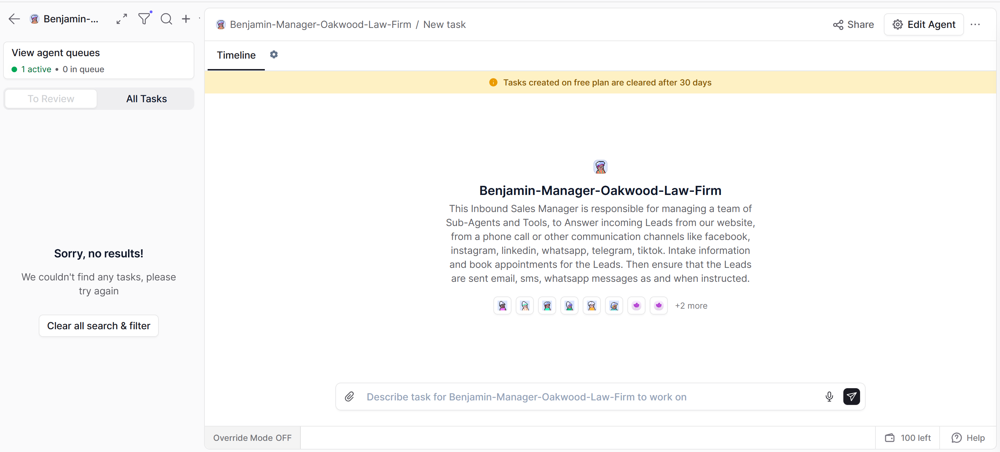 Benjamin-...
View agent queues
1 active • 0 in queue
To Review
All Tasks
Sorry, no results!
We couldn't find any tasks, please
try again
Clear all search & filter
Benjamin-Manager-Oakwood-Law-Firm / New task
Share
Edit Agent
Timeline
Tasks created on free plan are cleared after 30 days
Benjamin-Manager-Oakwood-Law-Firm
This Inbound Sales Manager is responsible for managing a team of
Sub-Agents and Tools, to Answer incoming Leads from our website,
from a phone call or other communication channels like facebook,
instagram, linkedin, whatsapp, telegram, tiktok. Intake information
and book appointments for the Leads. Then ensure that the Leads
are sent email, sms, whatsapp messages as and when instructed.
+2 more
Describe task for Benjamin-Manager-Oakwood-Law-Firm to work on
Override Mode OFF
100 left
Help